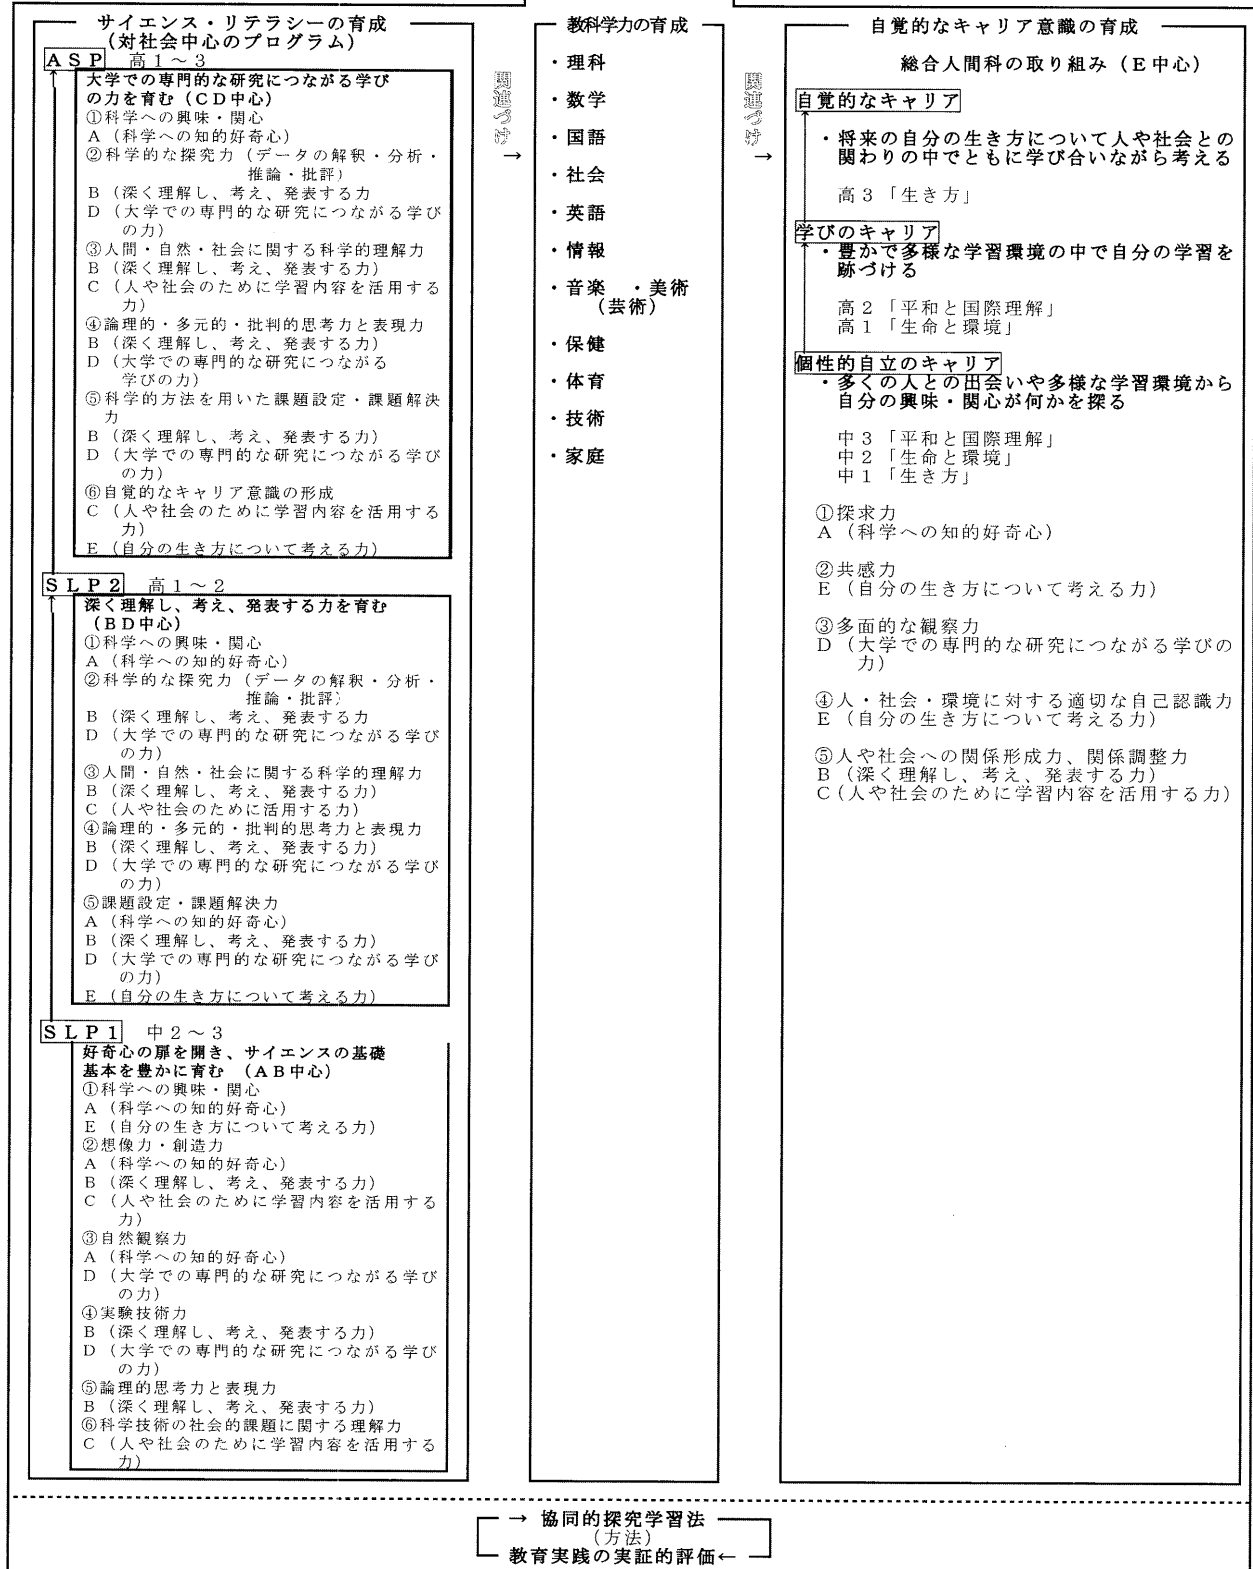 サイエンス・リテラシーの育成
(対社会中心のプログラム)
ASP 高1～3
大学での専門的な研究につながる学び
の力を育む(CD中心)
①科学への興味・関心
A(科学への知的好奇心)
②科学的な探究力(データの解釈・分析・
推論・批評)
B(深く理解し、考え、発表する力
D(大学での専門的な研究につながる学び
の力)
③人間・自然・社会に関する科学的理解力
B(深く理解し、考え、発表する力)
C(人や社会のために学習内容を活用する
力)
④論理的・多元的・批判的思考力と表現力
B(深く理解し、考え、発表する力)
D(大学での専門的な研究につながる
学びの力)
⑤科学的方法を用いた課題設定・課題解決
力
B(深く理解し、考え、発表する力)
D(大学での専門的な研究につながる学び
の力)
⑥自覚的なキャリア意識の形成
C(人や社会のために学習内容を活用する
力)
E(自分の生き方について考える力)
SLP2 高1～2
深く理解し、考え、発表する力を育む
(BD中心)
①科学への興味・関心
A(科学への知的好奇心)
②科学的な探究力(データの解釈・分析・
推論・批評)
B(深く理解し、考え、発表する力
D(大学での専門的な研究につながる学び
の力)
③人間・自然・社会に関する科学的理解力
B(深く理解し、考え、発表する力)
C(人や社会のために活用する力)
④論理的・多元的・批判的思考力と表現力
B(深く理解し、考え、発表する力)
D(大学での専門的な研究につながる学び
の力)
⑤課題設定・課題解決力
A(科学への知的好奇心)
B(深く理解し、考え、発表する力)
D(大学での専門的な研究につながる学び
の力)
E(自分の生き方について考える力)
SLP1 中2～3
好奇心の扉を開き、サイエンスの基礎
基本を豊かに育む (AB中心)
①科学への興味・関心
A(科学への知的好奇心)
E(自分の生き方について考える力)
②想像力・創造力
A(科学への知的好奇心)
B(深く理解し、考え、発表する力)
C(人や社会のために学習内容を活用する
力)
③自然観察力
A(科学への知的好奇心)
D(大学での専門的な研究につながる学び
の力)
④実験技術力
B(深く理解し、考え、発表する力)
D(大学での専門的な研究につながる学び
の力)
⑤論理的思考力と表現力
B(深く理解し、考え、発表する力)
⑥科学技術の社会的課題に関する理解力
C(人や社会のために学習内容を活用する
力)
関連づけ
→
教科学力の育成
・理科
・数学
・国語
・社会
・英語
・情報
・音楽 ・美術
(芸術)
・保健
・体育
・技術
・家庭
関連づけ
→
自覚的なキャリア意識の育成
総合人間科の取り組み(E中心)
自覚的なキャリア
・将来の自分の生き方について人や社会との
関わりの中でともに学び合いながら考える
高3「生き方」
学びのキャリア
・豊かで多様な学習環境の中で自分の学習を
跡づける
高2「平和と国際理解」
高1「生命と環境」
個性的自立のキャリア
・多くの人との出会いや多様な学習環境から
自分の興味・関心が何かを探る
中3「平和と国際理解」
中2「生命と環境」
中1「生き方」
①探求力
A(科学への知的好奇心)
②共感力
E(自分の生き方について考える力)
③多面的な観察力
D(大学での専門的な研究につながる学びの
力)
④人・社会・環境に対する適切な自己認識力
E(自分の生き方について考える力)
⑤人や社会への関係形成力、関係調整力
B(深く理解し、考え、発表する力)
C(人や社会のために学習内容を活用する力)
→ 協同的探究学習法
(方法)
教育実践の実証的評価←